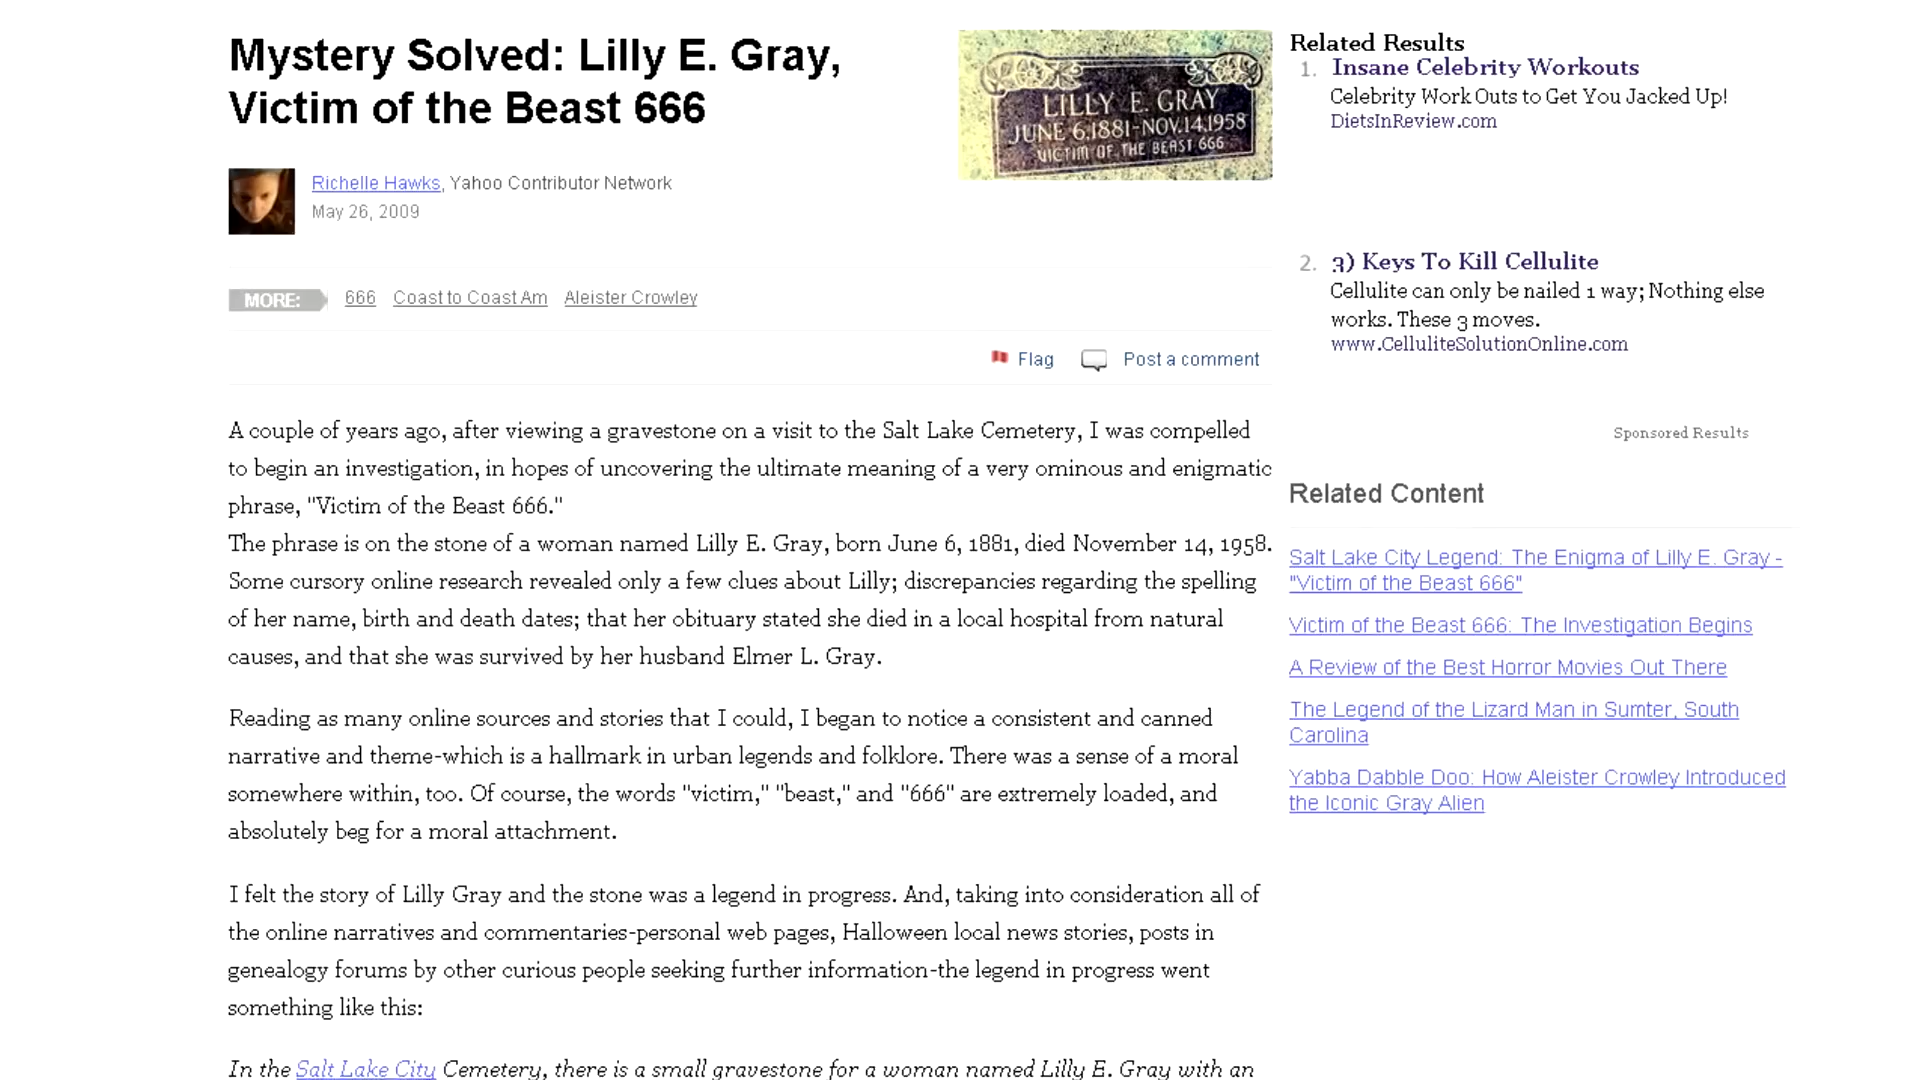 Mystery Solved: Lilly E. Gray,
Victim of the Beast 666
LILLY E. GRAY
JUNE 6,1881-NOV.14,1958
VICTIM OF THE BEAST 666
Richelle Hawks, Yahoo Contributor Network
May 26, 2009
MORE: 666 Coast to Coast Am Aleister Crowley
Flag Post a comment
A couple of years ago, after viewing a gravestone on a visit to the Salt Lake Cemetery, I was compelled
to begin an investigation, in hopes of uncovering the ultimate meaning of a very ominous and enigmatic
phrase, "Victim of the Beast 666."
The phrase is on the stone of a woman named Lilly E. Gray, born June 6, 1881, died November 14, 1958.
Some cursory online research revealed only a few clues about Lilly; discrepancies regarding the spelling
of her name, birth and death dates; that her obituary stated she died in a local hospital from natural
causes, and that she was survived by her husband Elmer L. Gray.
Reading as many online sources and stories that I could, I began to notice a consistent and canned
narrative and theme-which is a hallmark in urban legends and folklore. There was a sense of a moral
somewhere within, too. Of course, the words "victim," "beast," and "666" are extremely loaded, and
absolutely beg for a moral attachment.
I felt the story of Lilly Gray and the stone was a legend in progress. And, taking into consideration all of
the online narratives and commentaries-personal web pages, Halloween local news stories, posts in
genealogy forums by other curious people seeking further information-the legend in progress went
something like this:
In the Salt Lake City Cemetery, there is a small gravestone for a woman named Lilly E. Gray with an
Related Results
1. Insane Celebrity Workouts
Celebrity Work Outs to Get You Jacked Up!
DietsInReview.com
2. 3) Keys To Kill Cellulite
Cellulite can only be nailed 1 way; Nothing else
works. These 3 moves.
www.CelluliteSolutionOnline.com
Sponsored Results
Related Content
Salt Lake City Legend: The Enigma of Lilly E. Gray -
"Victim of the Beast 666"
Victim of the Beast 666: The Investigation Begins
A Review of the Best Horror Movies Out There
The Legend of the Lizard Man in Sumter, South
Carolina
Yabba Dabble Doo: How Aleister Crowley Introduced
the Iconic Gray Alien